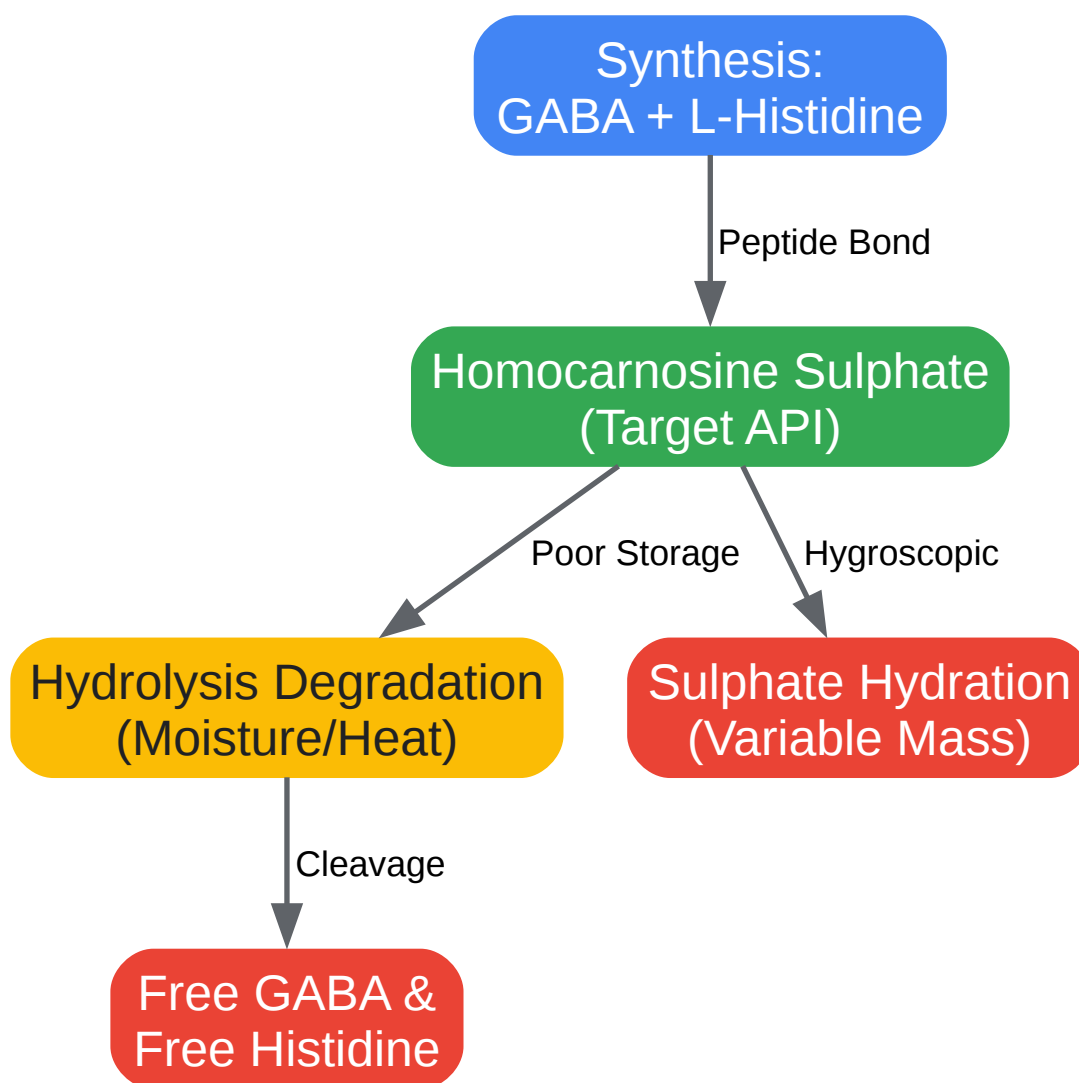 Synthesis:
GABA + L-Histidine
Peptide Bond
Homocarnosine Sulphate
(Target API)
Poor Storage
Hygroscopic
Hydrolysis Degradation
(Moisture/Heat)
Sulphate Hydration
(Variable Mass)
Cleavage
Free GABA &
Free Histidine